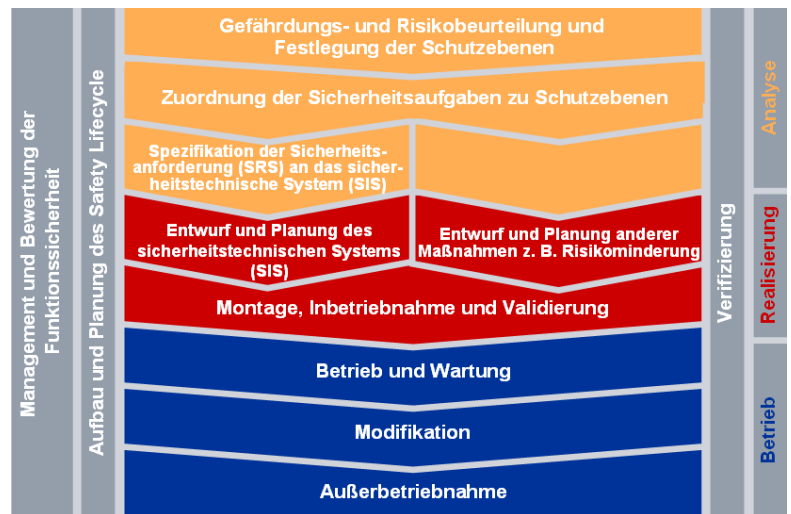 Management und Bewertung der
Funktionssicherheit
Aufbau und Planung des Safety Lifecycle
Gefährdungs- und Risikobeurteilung und
Festlegung der Schutzebenen
Zuordnung der Sicherheitsaufgaben zu Schutzebenen
Spezifikation der Sicherheits-
anforderung (SRS) an das sicher-
heitstechnische System (SIS)
Entwurf und Planung des
sicherheitstechnischen Systems
(SIS)
Entwurf und Planung anderer
Maßnahmen z. B. Risikominderung
Montage, Inbetriebnahme und Validierung
Betrieb und Wartung
Modifikation
Außerbetriebnahme
Verifizierung
Analyse
Realisierung
Betrieb